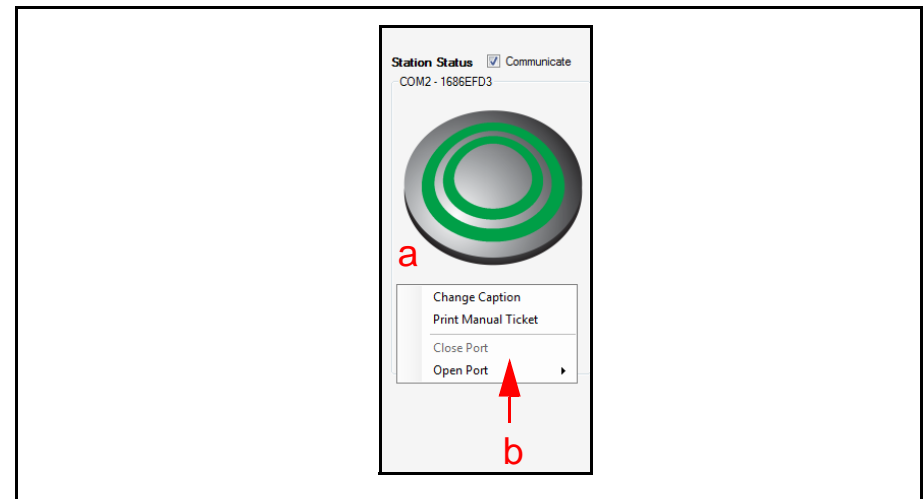 Station Status Communicate
COM2 - 1686EFD3
a
Change Caption
Print Manual Ticket
Close Port
Open Port
b